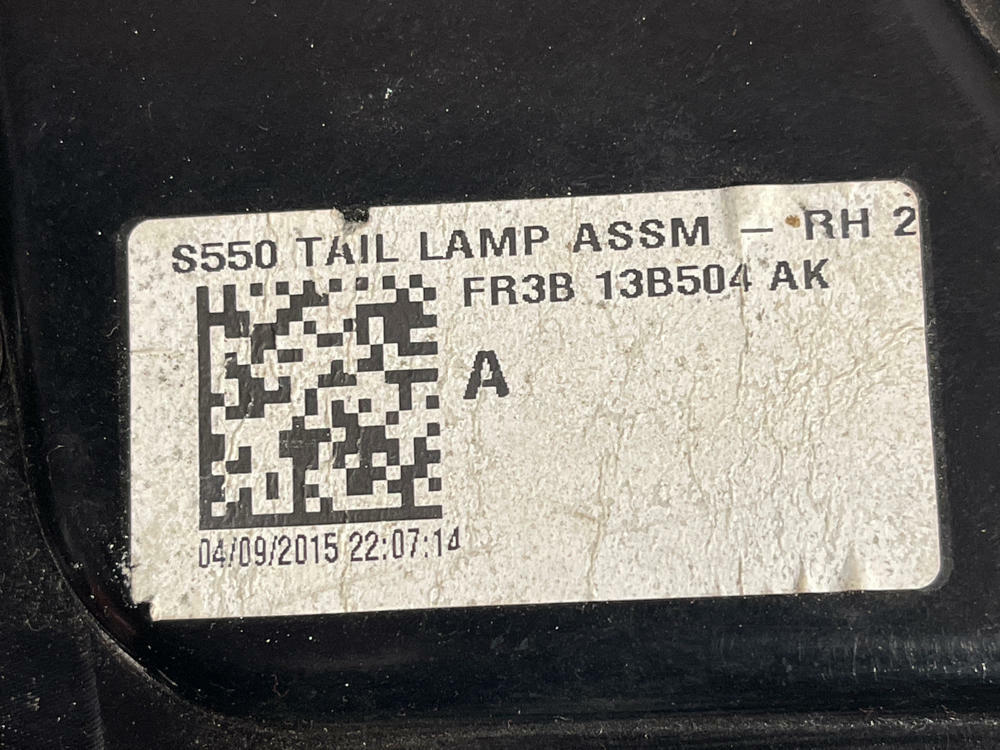 S550 TAIL LAMP ASSM – RH 2
FR3B 13B504 AK
A
04/09/2015 22:07:14